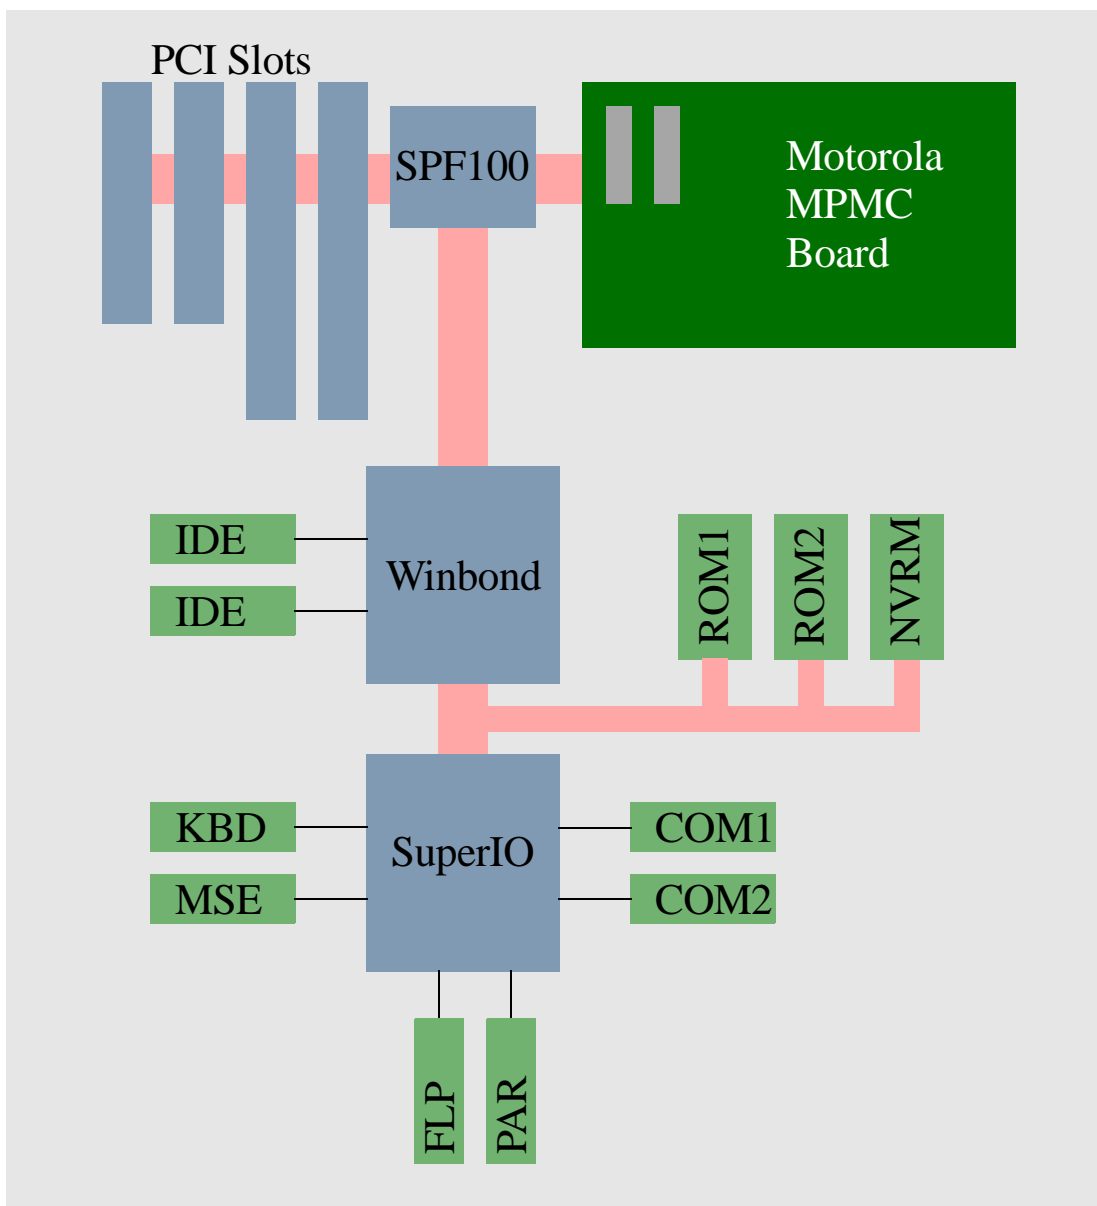 PCI Slots
SPF100
Motorola
MPMC
Board
IDE
IDE
Winbond
ROM1
ROM2
NVRM
KBD
MSE
SuperIO
COM1
COM2
FLP
PAR